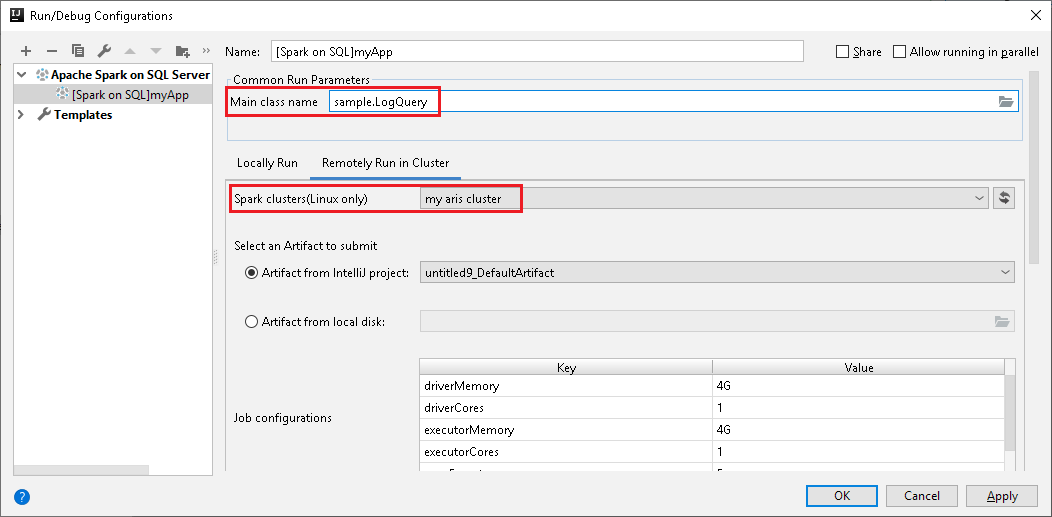 Run/Debug Configurations
Name: [Spark on SQL]myApp
Share
Allow running in parallel
Apache Spark on SQL Server
[Spark on SQL]myApp
Templates
Common Run Parameters
Main class name sample.LogQuery
Locally Run Remotely Run in Cluster
Spark clusters(Linux only) my aris cluster
Select an Artifact to submit
Artifact from IntelliJ project: untitled9_DefaultArtifact
Artifact from local disk:
Job configurations
Key Value
driverMemory 4G
driverCores 1
executorMemory 4G
executorCores 1
OK Cancel Apply